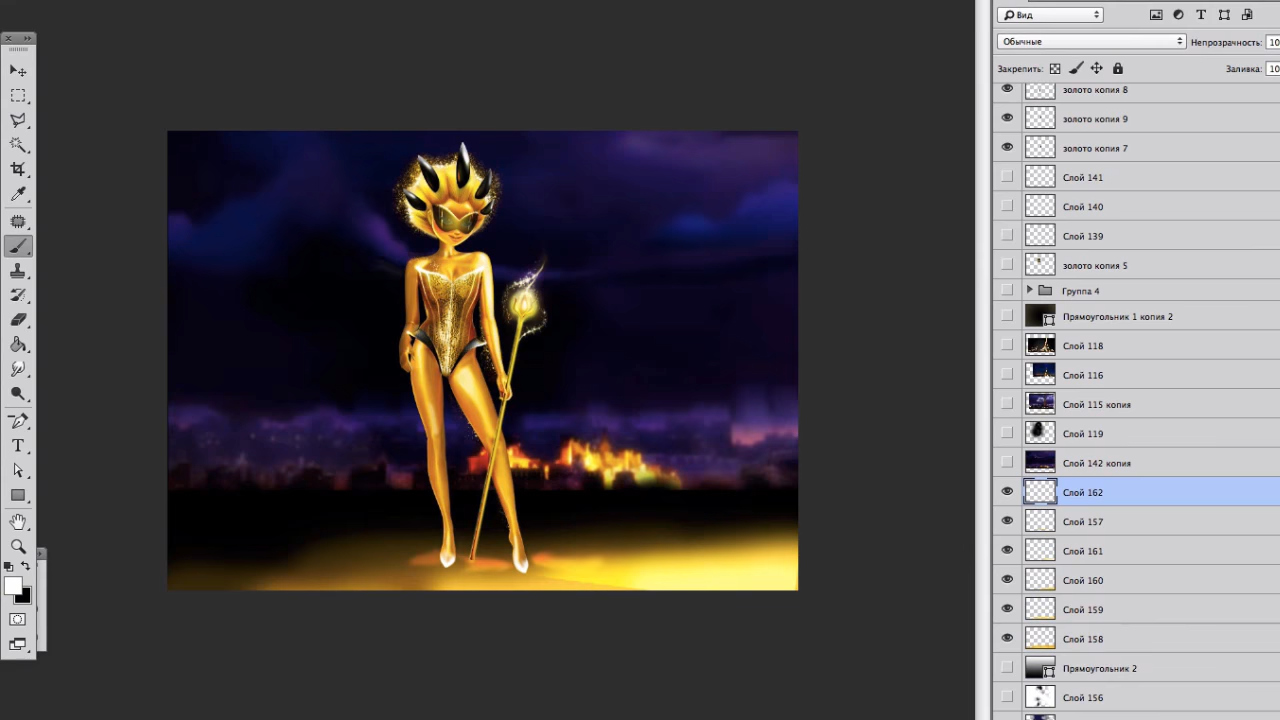 Вид
Обычные
Непрозрачность: 10
Закрепить:
Заливка: 10
золото копия 8
золото копия 9
золото копия 7
Слой 141
Слой 140
Слой 139
золото копия 5
Группа 4
Прямоугольник 1 копия 2
Слой 118
Слой 116
Слой 115 копия
Слой 119
Слой 142 копия
Слой 162
Слой 157
Слой 161
Слой 160
Слой 159
Слой 158
Прямоугольник 2
Слой 156